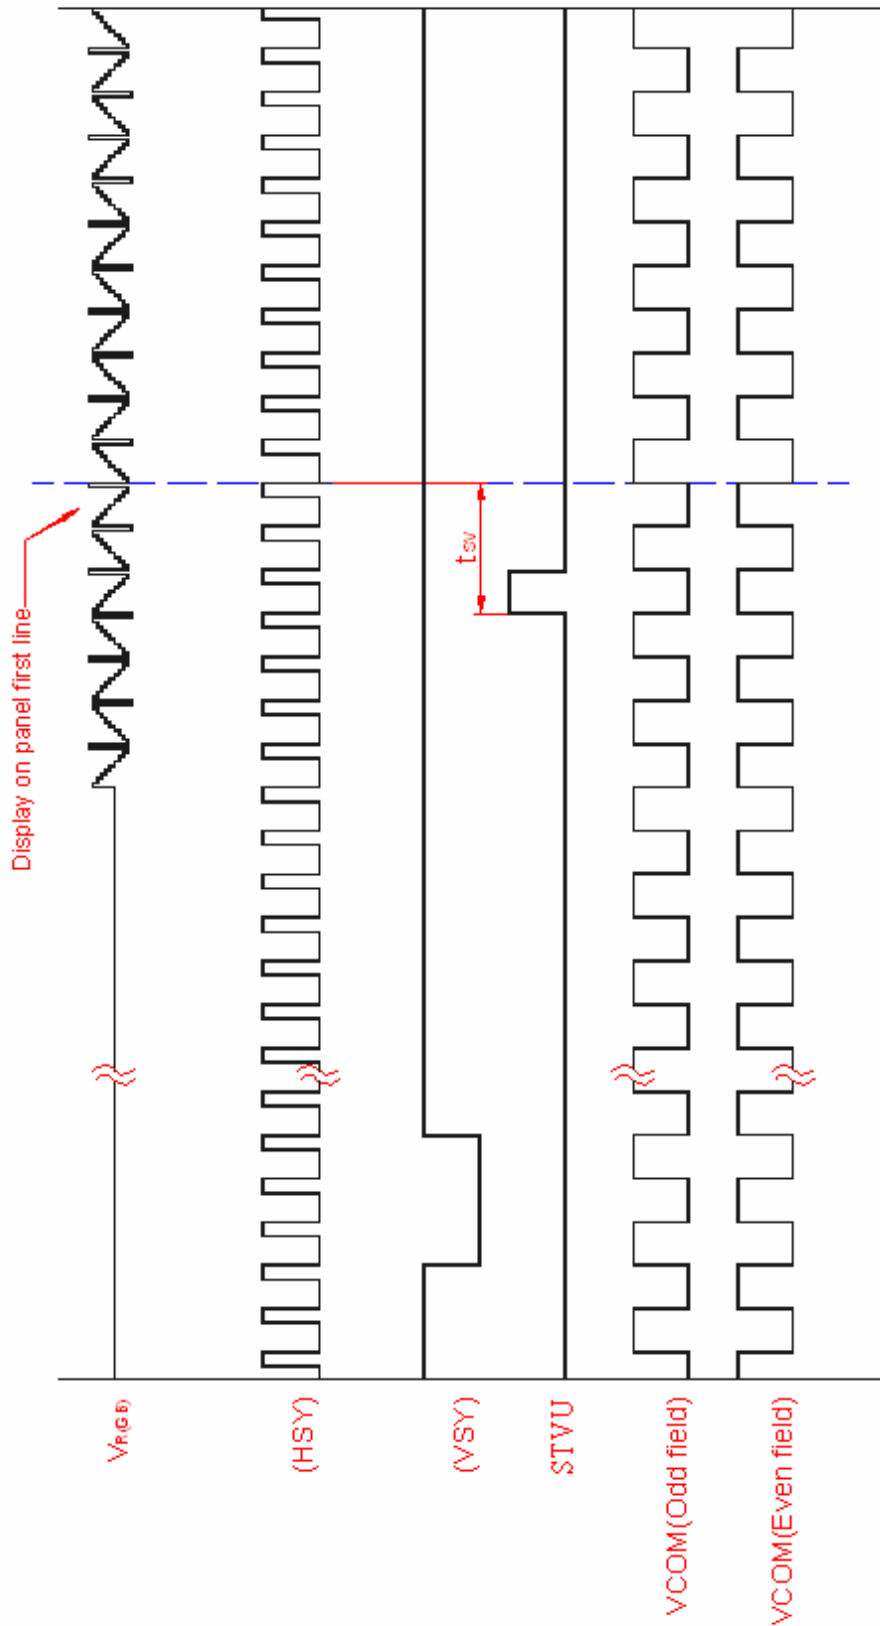 Display on panel first line
VR(GB)
(HSY)
(VSY)
tsv
STVU
VCOM(Odd field)
VCOM(Even field)